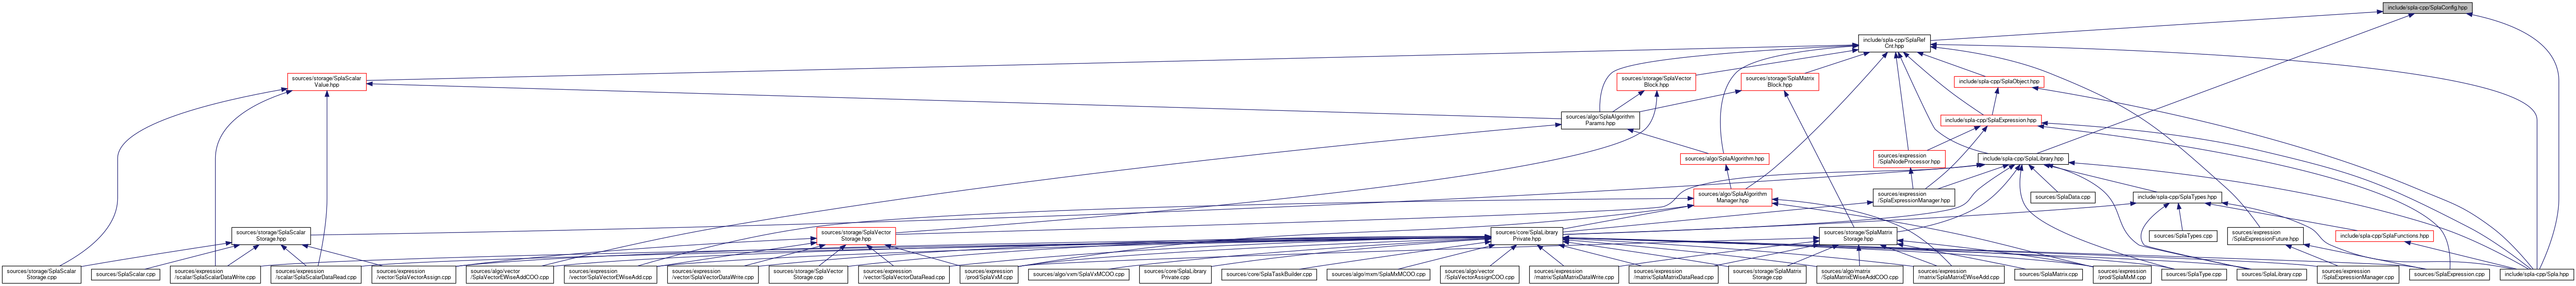 include/spla-cpp/SplaConfig.hpp
include/spla-cpp/SplaRef
Cnt.hpp
sources/storage/SplaScalar
Value.hpp
sources/storage/SplaVector
Block.hpp
sources/storage/SplaMatrix
Block.hpp
include/spla-cpp/SplaObject.hpp
sources/algo/SplaAlgorithm
Params.hpp
include/spla-cpp/SplaExpression.hpp
sources/algo/SplaAlgorithm.hpp
sources/expression
/SplaNodeProcessor.hpp
include/spla-cpp/SplaLibrary.hpp
sources/algo/SplaAlgorithm
Manager.hpp
sources/expression
/SplaExpressionManager.hpp
sources/SplaData.cpp
include/spla-cpp/SplaTypes.hpp
sources/storage/SplaScalar
Storage.hpp
sources/storage/SplaVector
Storage.hpp
sources/core/SplaLibrary
Private.hpp
sources/storage/SplaMatrix
Storage.hpp
sources/SplaTypes.cpp
sources/expression
/SplaExpressionFuture.hpp
include/spla-cpp/SplaFunctions.hpp
sources/storage/SplaScalar
Storage.cpp
sources/SplaScalar.cpp
sources/expression
/scalar/SplaScalarDataWrite.cpp
sources/expression
/scalar/SplaScalarDataRead.cpp
sources/expression
/vector/SplaVectorAssign.cpp
sources/algo/vector
/SplaVectorEWiseAddCOO.cpp
sources/expression
/vector/SplaVectorEWiseAdd.cpp
sources/expression
/vector/SplaVectorDataWrite.cpp
sources/storage/SplaVector
Storage.cpp
sources/expression
/vector/SplaVectorDataRead.cpp
sources/expression
/prod/SplaVxM.cpp
sources/algo/vxm/SplaVxMCOO.cpp
sources/core/SplaLibrary
Private.cpp
sources/core/SplaTaskBuilder.cpp
sources/algo/mxm/SplaMxMCOO.cpp
sources/algo/vector
/SplaVectorAssignCOO.cpp
sources/expression
/matrix/SplaMatrixDataWrite.cpp
sources/expression
/matrix/SplaMatrixDataRead.cpp
sources/storage/SplaMatrix
Storage.cpp
sources/algo/matrix
/SplaMatrixEWiseAddCOO.cpp
sources/expression
/matrix/SplaMatrixEWiseAdd.cpp
sources/SplaMatrix.cpp
sources/expression
/prod/SplaMxM.cpp
sources/SplaType.cpp
sources/SplaLibrary.cpp
sources/expression
/SplaExpressionManager.cpp
sources/SplaExpression.cpp
include/spla-cpp/Spla.hpp